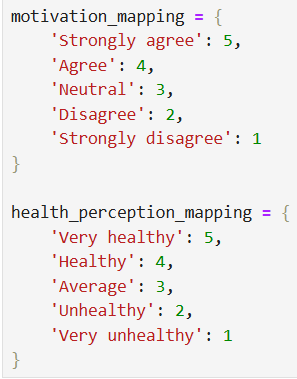 motivation_mapping = {
    'Strongly agree': 5,
    'Agree': 4,
    'Neutral': 3,
    'Disagree': 2,
    'Strongly disagree': 1
}

health_perception_mapping = {
    'Very healthy': 5,
    'Healthy': 4,
    'Average': 3,
    'Unhealthy': 2,
    'Very unhealthy': 1
}